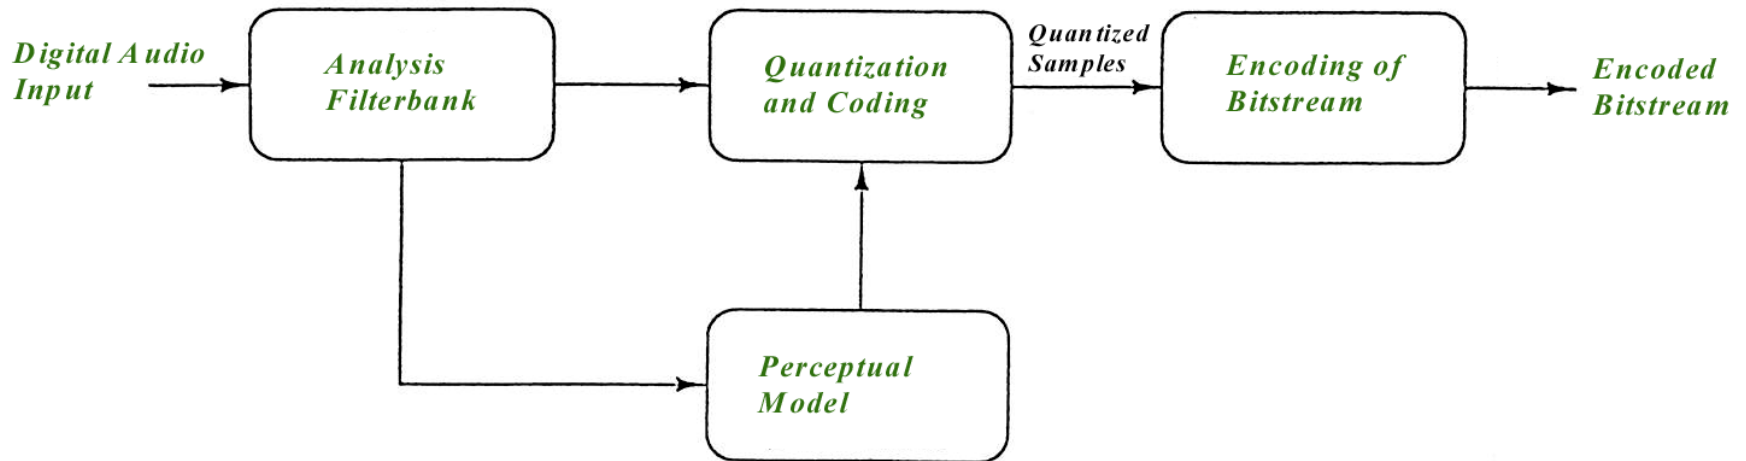 Digital Audio
Input
Analysis
Filterbank
Quantization
and Coding
Quantized
Samples
Encoding of
Bitstream
Encoded
Bitstream
Perceptual
Model